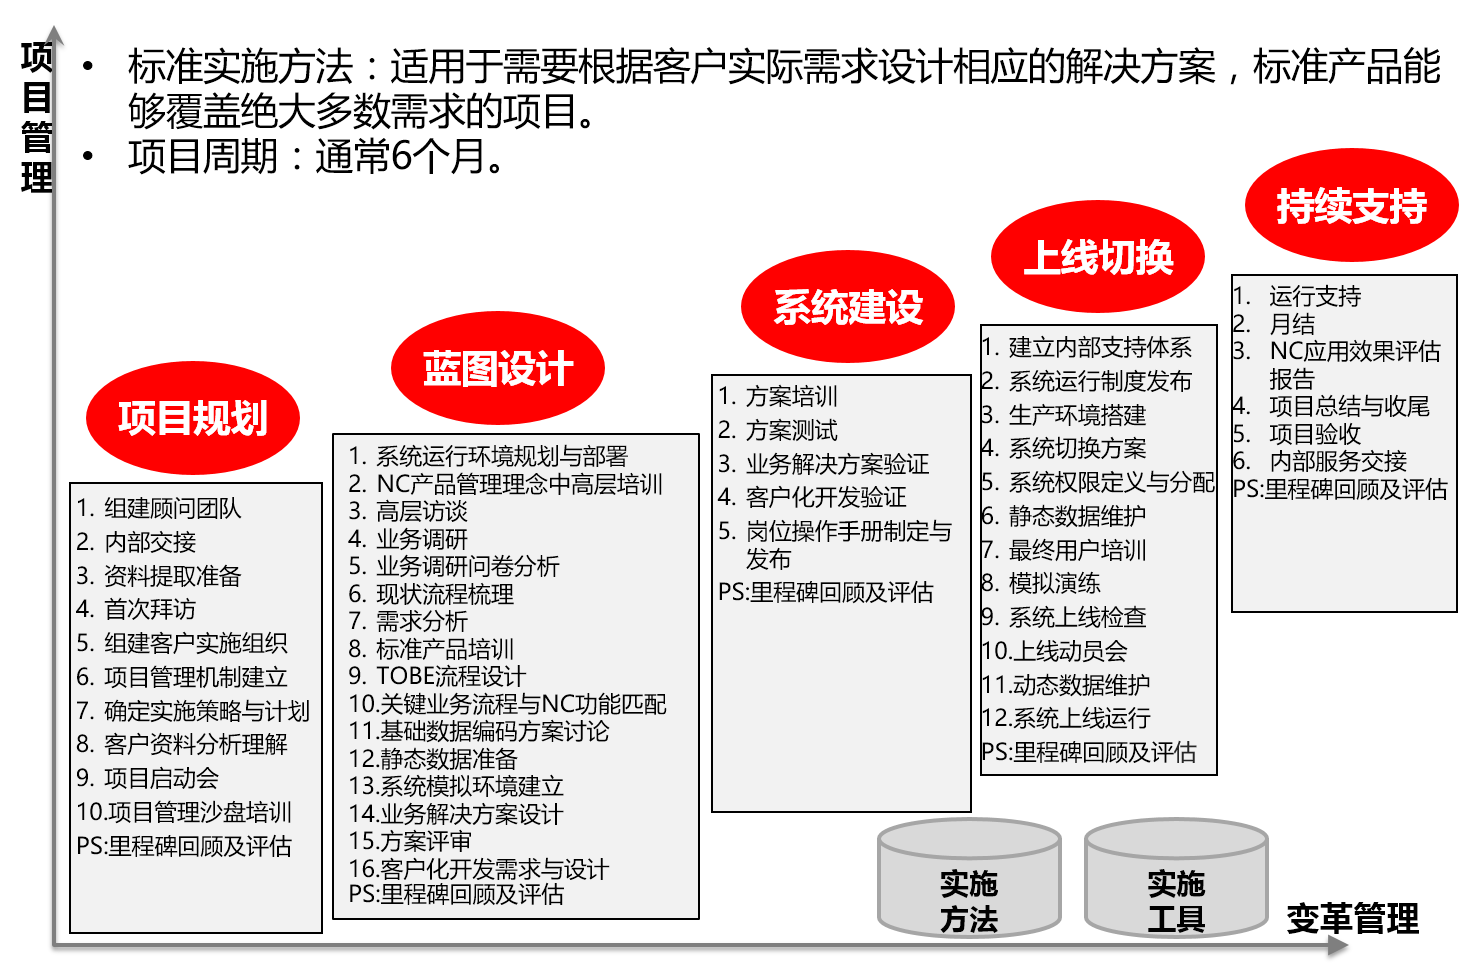 项
目
管
理
• 标准实施方法：适用于需要根据客户实际需求设计相应的解决方案，标准产品能
够覆盖绝大多数需求的项目。
• 项目周期：通常6个月。
项目规划
1. 组建顾问团队
2. 内部交接
3. 资料提取准备
4. 首次拜访
5. 组建客户实施组织
6. 项目管理机制建立
7. 确定实施策略与计划
8. 客户资料分析理解
9. 项目启动会
10.项目管理沙盘培训
PS:里程碑回顾及评估
蓝图设计
1. 系统运行环境规划与部署
2. NC产品管理理念中高层培训
3. 高层访谈
4. 业务调研
5. 业务调研问卷分析
6. 现状流程梳理
7. 需求分析
8. 标准产品培训
9. TOBE流程设计
10.关键业务流程与NC功能匹配
11.基础数据编码方案讨论
12.静态数据准备
13.系统模拟环境建立
14.业务解决方案设计
15.方案评审
16.客户化开发需求与设计
PS:里程碑回顾及评估
系统建设
1. 方案培训
2. 方案测试
3. 业务解决方案验证
4. 客户化开发验证
5. 岗位操作手册制定与
发布
PS:里程碑回顾及评估
上线切换
1. 建立内部支持体系
2. 系统运行制度发布
3. 生产环境搭建
4. 系统切换方案
5. 系统权限定义与分配
6. 静态数据维护
7. 最终用户培训
8. 模拟演练
9. 系统上线检查
10.上线动员会
11.动态数据维护
12.系统上线运行
PS:里程碑回顾及评估
持续支持
1. 运行支持
2. 月结
3. NC应用效果评估
报告
4. 项目总结与收尾
5. 项目验收
6. 内部服务交接
PS:里程碑回顾及评估
实施
方法
实施
工具
变革管理